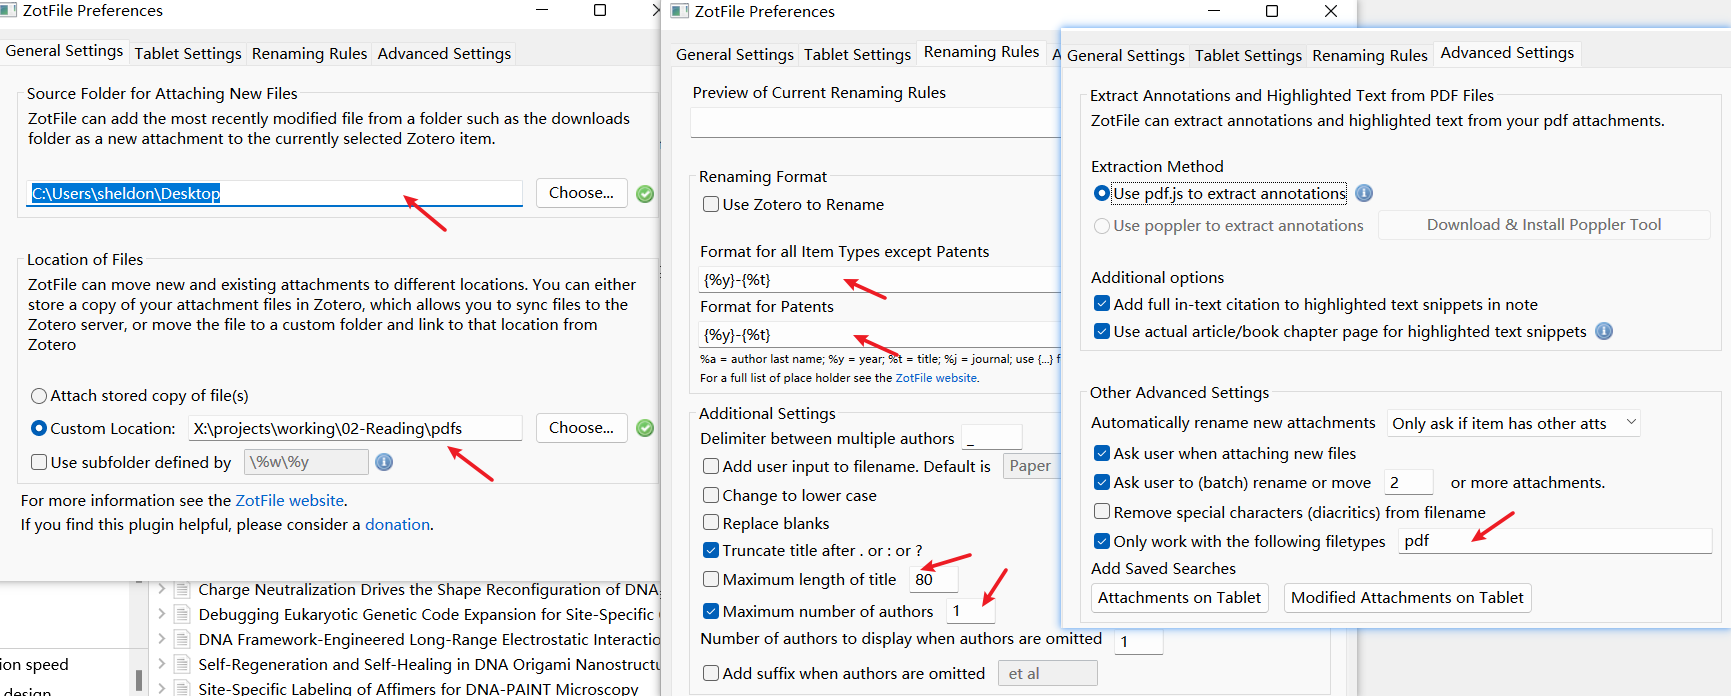 ZotFile Preferences
General Settings Tablet Settings Renaming Rules Advanced Settings
Source Folder for Attaching New Files
ZotFile can add the most recently modified file from a folder such as the downloads
folder as a new attachment to the currently selected Zotero item.
C:\Users\sheldon\Desktop Choose...
Location of Files
ZotFile can move new and existing attachments to different locations. You can either
store a copy of your attachment files in Zotero, which allows you to sync files to the
Zotero server, or move the file to a custom folder and link to that location from
Zotero
Attach stored copy of file(s)
Custom Location: X:\projects\working\02-Reading\pdfs Choose...
Use subfolder defined by \%w\%y
For more information see the ZotFile website.
If you find this plugin helpful, please consider a donation.
Charge Neutralization Drives the Shape Reconfiguration of DNA
Debugging Eukaryotic Genetic Code Expansion for Site-Specific
DNA Framework-Engineered Long-Range Electrostatic Interactio
Self-Regeneration and Self-Healing in DNA Origami Nanostructu
Site-Specific Labeling of Affimers for DNA-PAINT Microscopy
ion speed
design
ZotFile Preferences
General Settings Tablet Settings Renaming Rules A
Preview of Current Renaming Rules
Renaming Format
Use Zotero to Rename
Format for all Item Types except Patents
{%y}-{%t}
Format for Patents
{%y}-{%t}
%a = author last name; %y = year; %t = title; %j = journal; use {...} f
For a full list of place holder see the ZotFile website.
Additional Settings
Delimiter between multiple authors _
Add user input to filename. Default is Paper
Change to lower case
Replace blanks
Truncate title after . or : or ?
Maximum length of title 80
Maximum number of authors 1
Number of authors to display when authors are omitted 1
Add suffix when authors are omitted et al
General Settings Tablet Settings Renaming Rules Advanced Settings
Extract Annotations and Highlighted Text from PDF Files
ZotFile can extract annotations and highlighted text from your pdf attachments.
Extraction Method
Use pdf.js to extract annotations
Use poppler to extract annotations Download & Install Poppler Tool
Additional options
Add full in-text citation to highlighted text snippets in note
Use actual article/book chapter page for highlighted text snippets
Other Advanced Settings
Automatically rename new attachments Only ask if item has other atts
Ask user when attaching new files
Ask user to (batch) rename or move 2 or more attachments.
Remove special characters (diacritics) from filename
Only work with the following filetypes pdf
Add Saved Searches
Attachments on Tablet Modified Attachments on Tablet